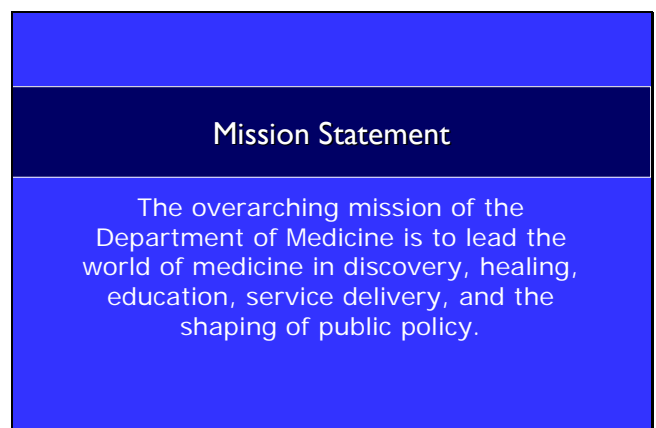 Mission Statement
The overarching mission of the
Department of Medicine is to lead the
world of medicine in discovery, healing,
education, service delivery, and the
shaping of public policy.